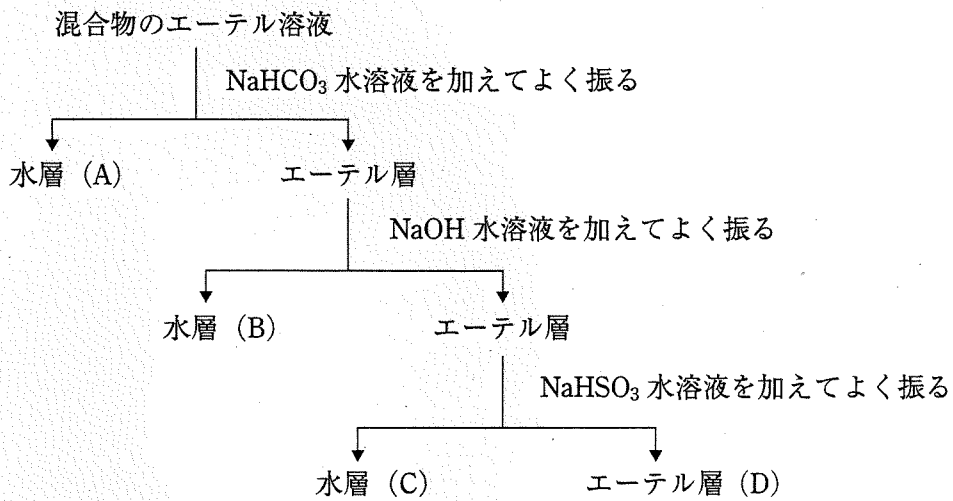 混合物のエーテル溶液
NaHCO₃ 水溶液を加えてよく振る
水層 (A)
エーテル層
NaOH 水溶液を加えてよく振る
水層 (B)
エーテル層
NaHSO₃ 水溶液を加えてよく振る
水層 (C)
エーテル層 (D)